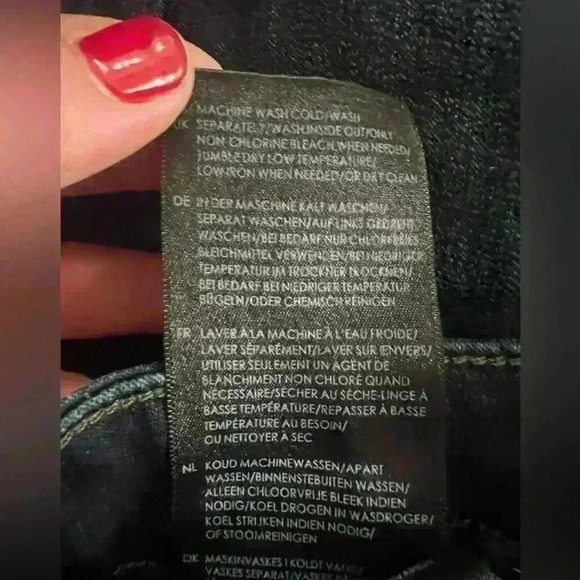 MACHINE WASH COLD/WASH
UK SEPARATELY/WASH INSIDE OUT/ONLY
NON CHLORINE BLEACH WHEN NEEDED/
TUMBLE DRY LOW TEMPERATURE/
LOW IRON WHEN NEEDED/OR DRY CLEAN
DE IN DER MASCHINE KALT WASCHEN/
SEPARAT WASCHEN/AUF LINKS GEDREHT
WASCHEN/BEI BEDARF NUR CHLORFREIES
BLEICHMITTEL VERWENDEN/BEI NIEDRIGER
TEMPERATUR IM TROCKNER TROCKNEN/
BEI BEDARF BEI NIEDRIGER TEMPERATUR
BÜGELN/ODER CHEMISCH REINIGEN
FR LAVER À LA MACHINE À L'EAU FROIDE/
LAVER SÉPARÉMENT/LAVER SUR L'ENVERS/
UTILISER SEULEMENT UN AGENT DE
BLANCHIMENT NON CHLORÉ QUAND
NÉCESSAIRE/SÉCHER AU SÈCHE-LINGE À
BASSE TEMPÉRATURE/REPASSER À BASSE
TEMPÉRATURE AU BESOIN/
OU NETTOYER À SEC
NL KOUD MACHINEWASSEN/APART
WASSEN/BINNENSTEBUITEN WASSEN/
ALLEEN CHLOORVRIJE BLEEK INDIEN
NODIG/KOEL DROGEN IN WASDROGER/
KOEL STRIJKEN INDIEN NODIG/
OF STOOMREINIGEN
DK MASKINVASKES I KOLDT VAND/
VASKES SEPARAT/VASKES